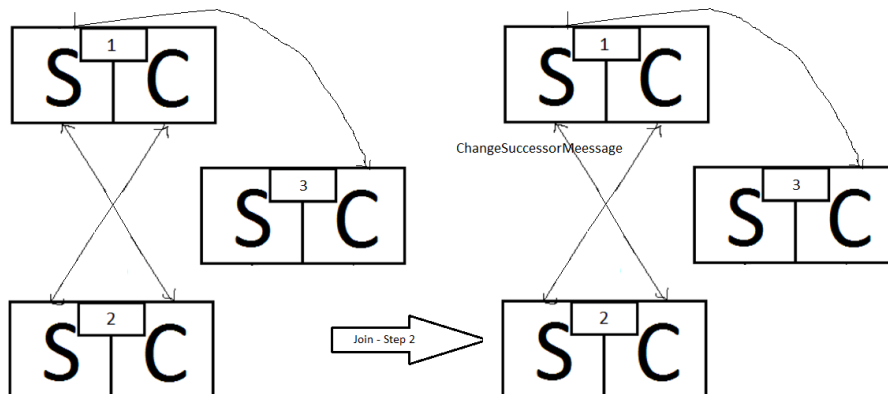 1
S C
3
S C
2
S C
Join - Step 2
1
S C
ChangeSuccessorMeessage
3
S C
2
S C